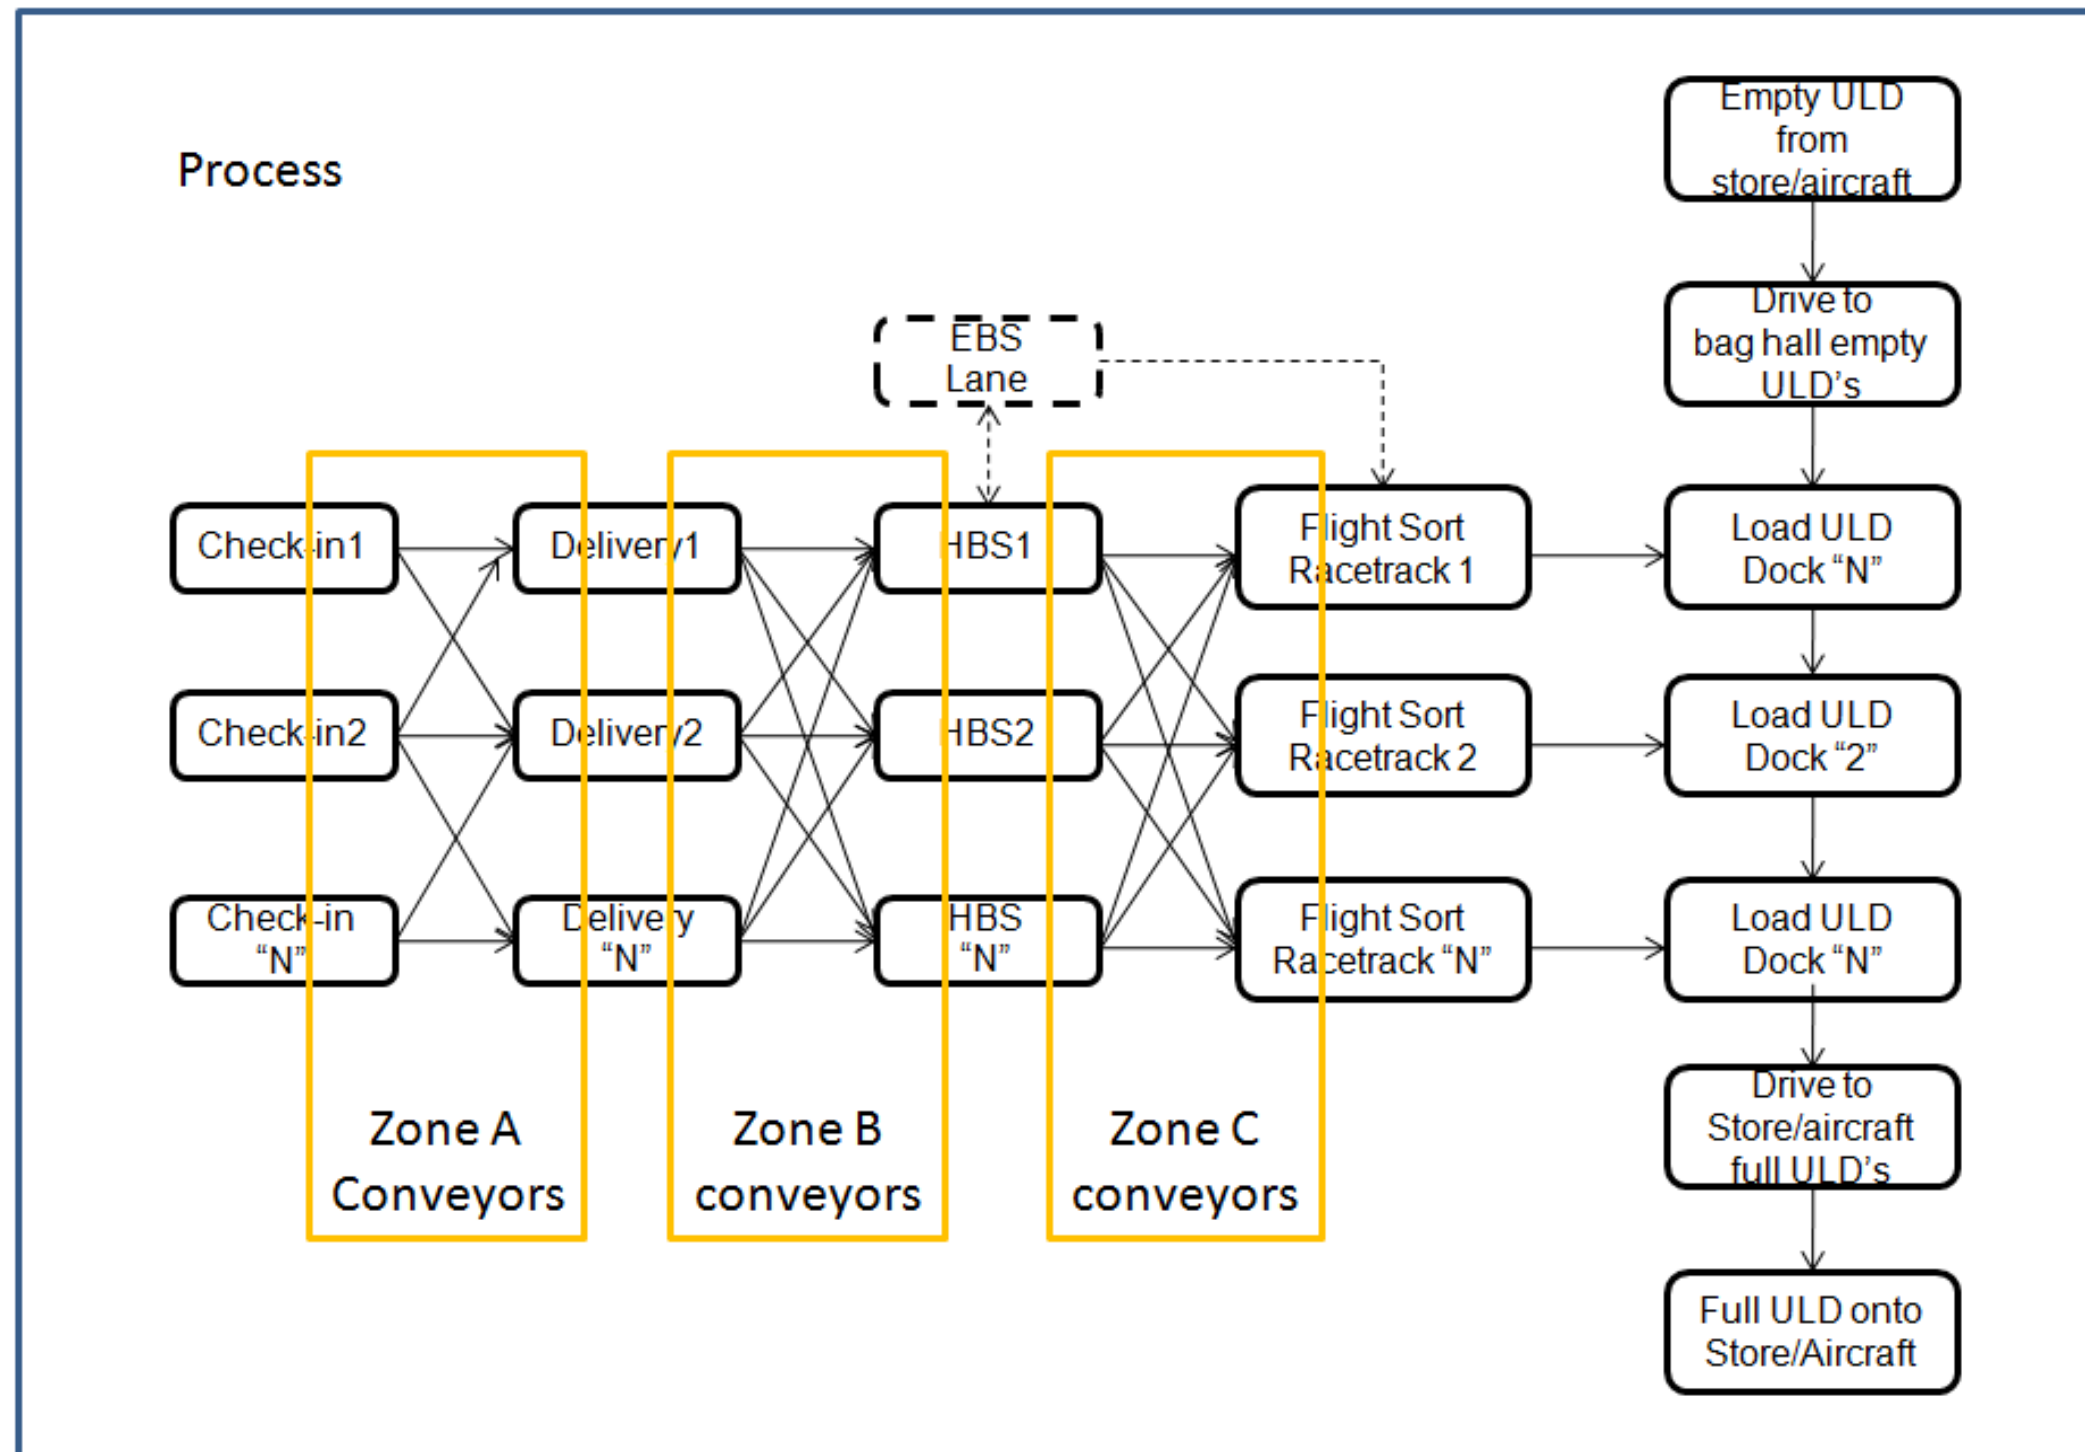 Process
Empty ULD
from
store/aircraft
Drive to
bag hall empty
ULD’s
EBS
Lane
Check-in1
Delivery1
HBS1
Flight Sort
Racetrack 1
Load ULD
Dock “N”
Check-in2
Delivery2
HBS2
Flight Sort
Racetrack 2
Load ULD
Dock “2”
Check-in
“N”
Delivery
“N”
HBS
“N”
Flight Sort
Racetrack “N”
Load ULD
Dock “N”
Zone A
Conveyors
Zone B
conveyors
Zone C
conveyors
Drive to
Store/aircraft
full ULD’s
Full ULD onto
Store/Aircraft